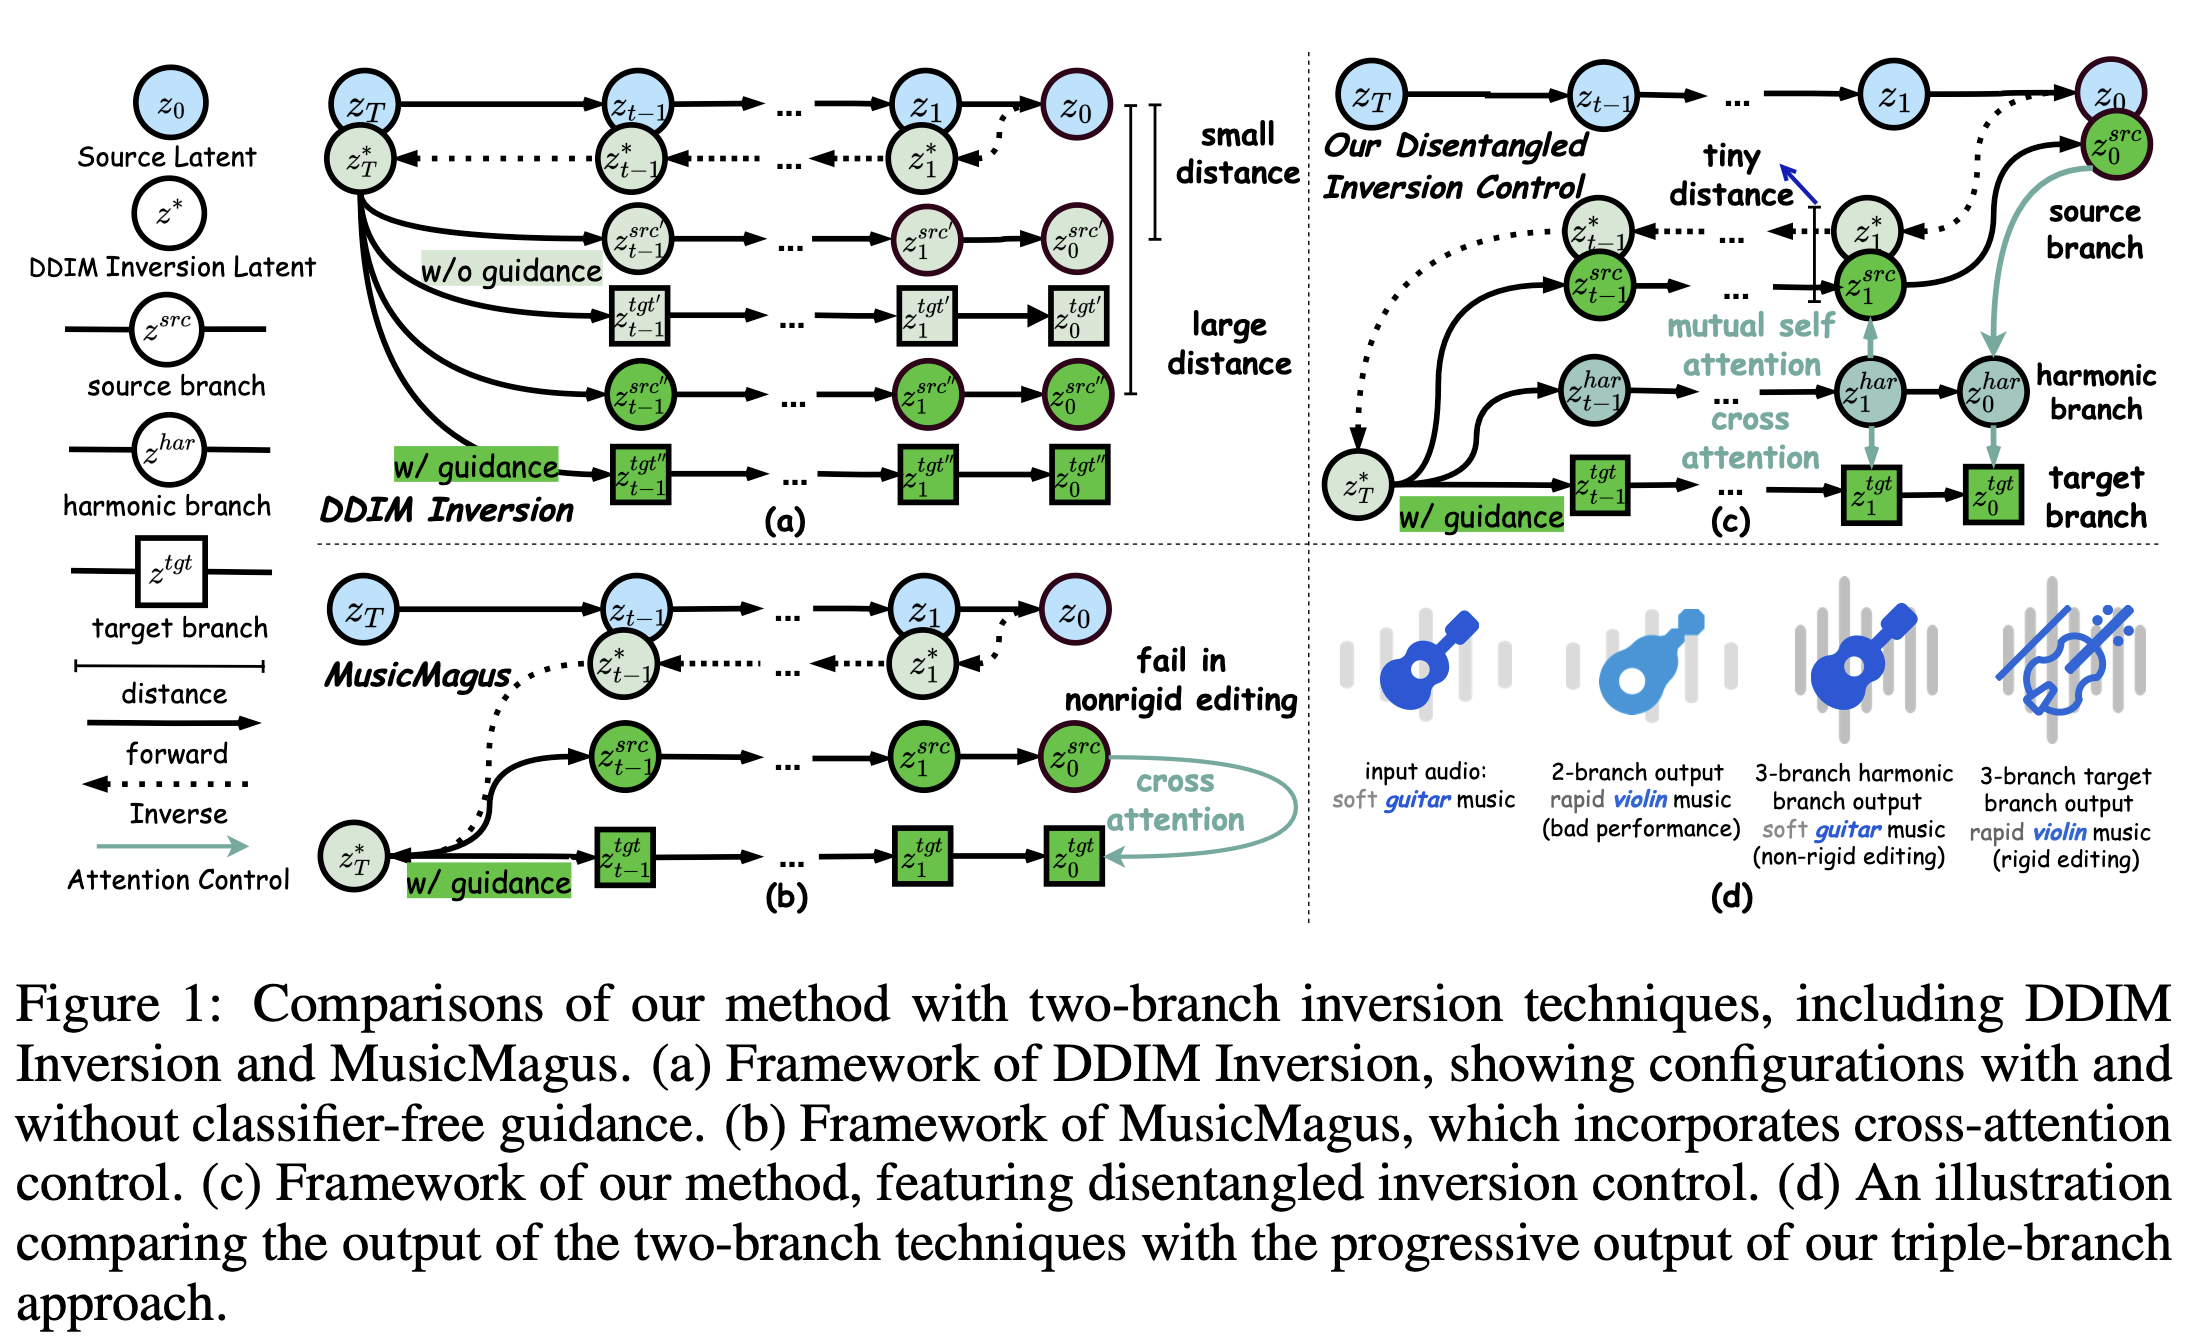 z_0
Source Latent
z^*
DDIM Inversion Latent
z^{src}
source branch
z^{har}
harmonic branch
z^{tgt}
target branch
distance
forward
Inverse
Attention Control
z_T z_{t-1} ... z_1 z_0
z_T^* z_{t-1}^* ... z_1^*
small
distance
z_{t-1}^{src'} ... z_1^{src'} z_0^{src'}
w/o guidance
z_{t-1}^{tgt'} ... z_1^{tgt'} z_0^{tgt'}
large
distance
z_{t-1}^{src''} ... z_1^{src''} z_0^{src''}
w/ guidance
z_{t-1}^{tgt''} ... z_1^{tgt''} z_0^{tgt''}
DDIM Inversion
(a)
z_T z_{t-1} ... z_1 z_0
z_{t-1}^* ... z_1^*
MusicMagus
fail in
nonrigid editing
z_{t-1}^{src} ... z_1^{src} z_0^{src}
cross
attention
z_T^* z_{t-1}^{tgt} ... z_1^{tgt} z_0^{tgt}
w/ guidance
(b)
z_T z_{t-1} ... z_1 z_0
z_0^{src}
Our Disentangled
Inversion Control
tiny
distance
z_{t-1}^* ... z_1^*
source
branch
z_{t-1}^{src} ... z_1^{src}
mutual self
attention
z_{t-1}^{har} ... z_1^{har} z_0^{har}
harmonic
branch
cross
attention
z_T^* z_{t-1}^{tgt} ... z_1^{tgt} z_0^{tgt}
target
branch
w/ guidance
(c)
input audio:
soft guitar music
2-branch output
rapid violin music
(bad performance)
3-branch harmonic
branch output
soft guitar music
(non-rigid editing)
3-branch target
branch output
rapid violin music
(rigid editing)
(d)
Figure 1: Comparisons of our method with two-branch inversion techniques, including DDIM
Inversion and MusicMagus. (a) Framework of DDIM Inversion, showing configurations with and
without classifier-free guidance. (b) Framework of MusicMagus, which incorporates cross-attention
control. (c) Framework of our method, featuring disentangled inversion control. (d) An illustration
comparing the output of the two-branch techniques with the progressive output of our triple-branch
approach.